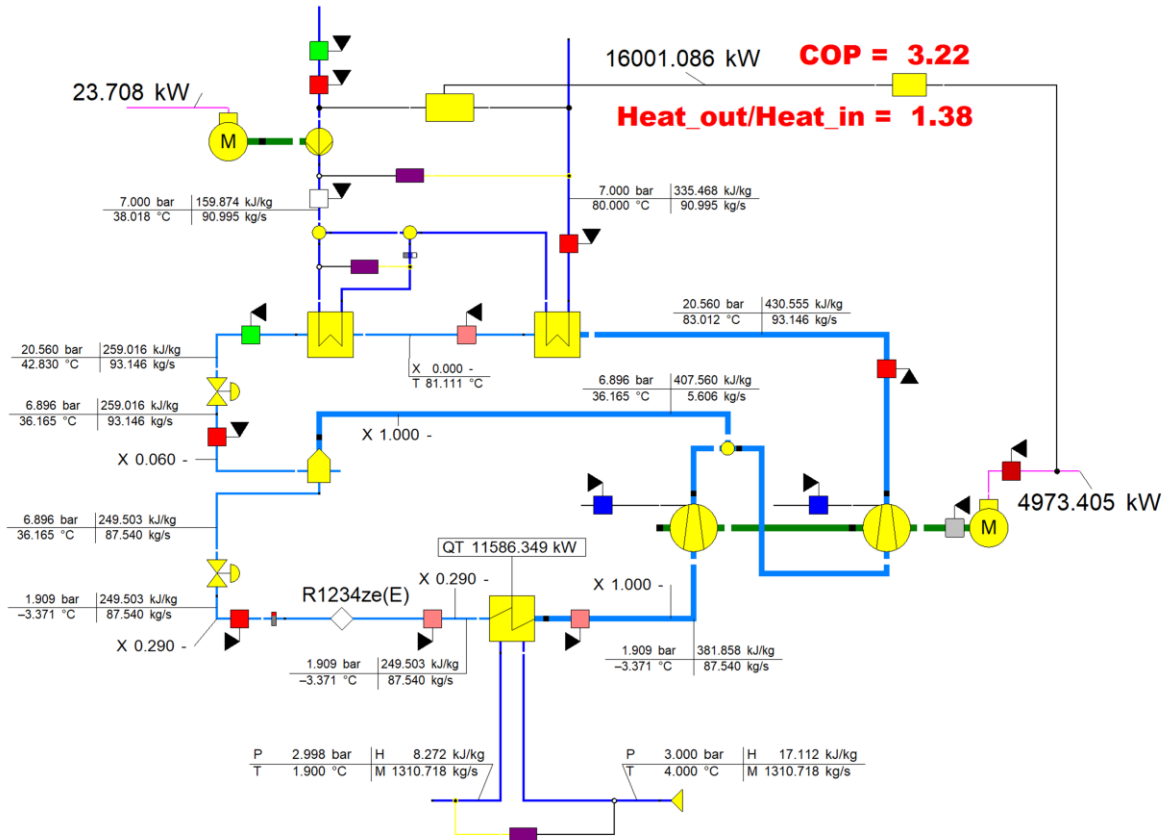 16001.086 kW
COP = 3.22
23.708 kW
Heat_out/Heat_in = 1.38
M
7.000 bar 159.874 kJ/kg
38.018 °C 90.995 kg/s
7.000 bar 335.468 kJ/kg
80.000 °C 90.995 kg/s
20.560 bar 430.555 kJ/kg
83.012 °C 93.146 kg/s
20.560 bar 259.016 kJ/kg
42.830 °C 93.146 kg/s
X 0.000 -
T 81.111 °C
6.896 bar 407.560 kJ/kg
36.165 °C 5.606 kg/s
6.896 bar 259.016 kJ/kg
36.165 °C 93.146 kg/s
X 1.000 -
X 0.060 -
4973.405 kW
M
6.896 bar 249.503 kJ/kg
36.165 °C 87.540 kg/s
QT 11586.349 kW
X 0.290 -
X 1.000 -
R1234ze(E)
1.909 bar 249.503 kJ/kg
-3.371 °C 87.540 kg/s
X 0.290 -
1.909 bar 249.503 kJ/kg
-3.371 °C 87.540 kg/s
1.909 bar 381.858 kJ/kg
-3.371 °C 87.540 kg/s
P 2.998 bar H 8.272 kJ/kg
T 1.900 °C M 1310.718 kg/s
P 3.000 bar H 17.112 kJ/kg
T 4.000 °C M 1310.718 kg/s